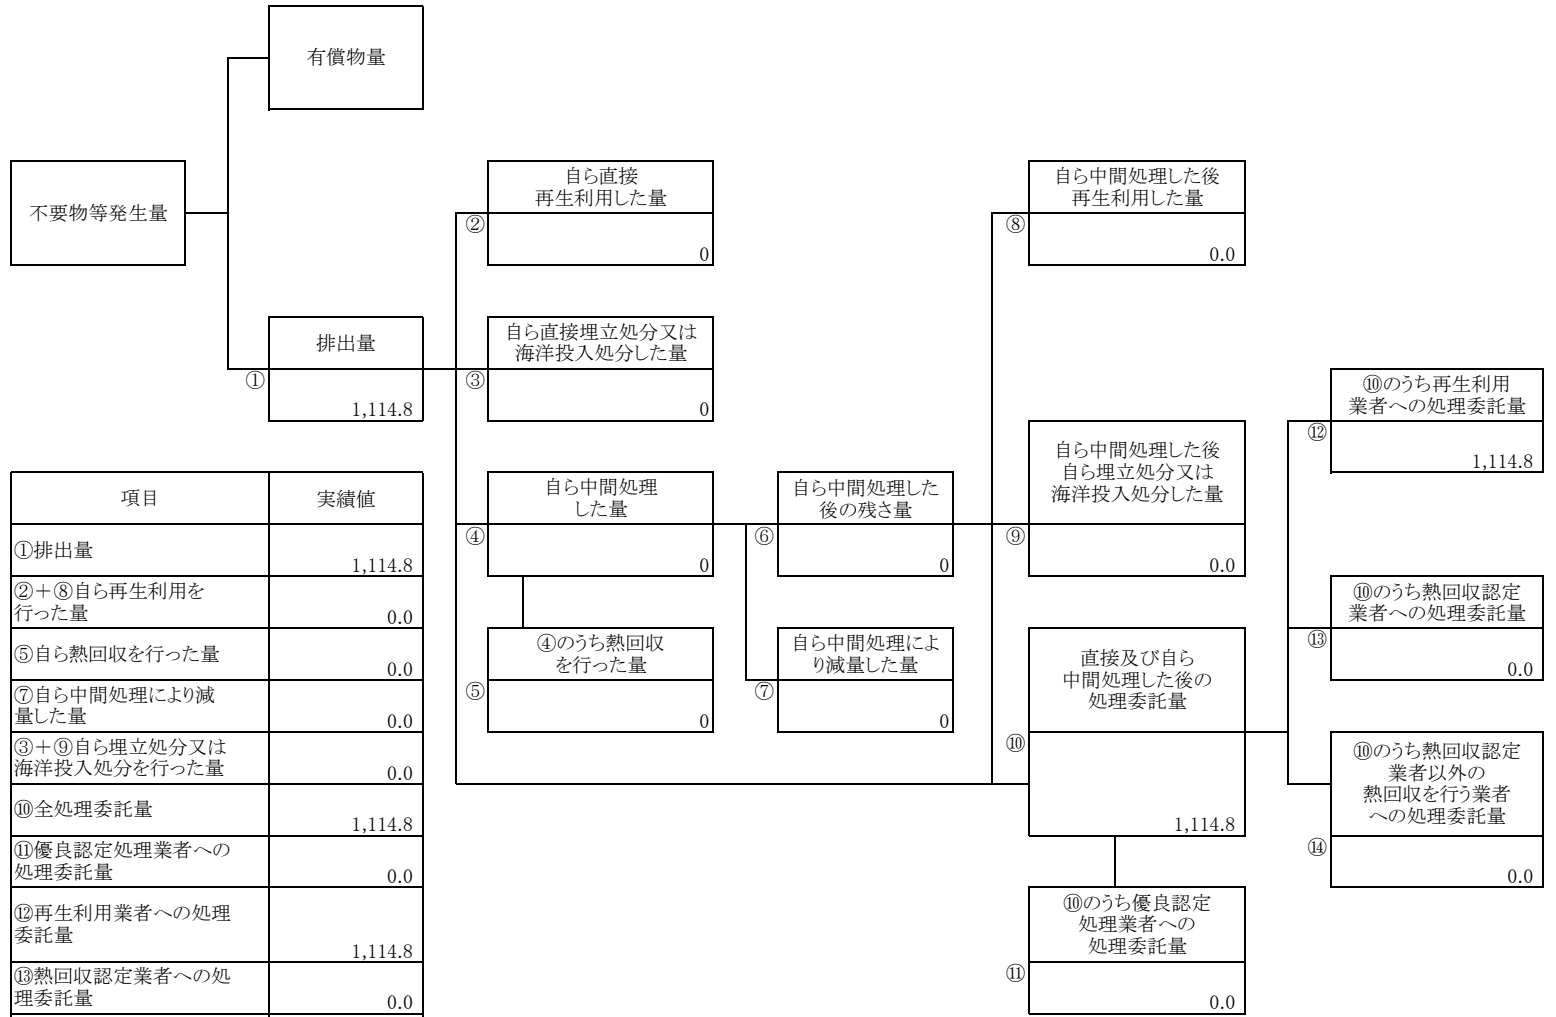 有償物量
不要物等発生量
排出量
①
1,114.8
自ら直接
再生利用した量
②
0
自ら直接埋立処分又は
海洋投入処分した量
③
0
自ら中間処理
した量
④
0
④のうち熱回収
を行った量
⑤
0
自ら中間処理した
後の残さ量
⑥
0
自ら中間処理によ
り減量した量
⑦
0
自ら中間処理した後
再生利用した量
⑧
0.0
自ら中間処理した後
自ら埋立処分又は
海洋投入処分した量
⑨
0.0
直接及び自ら
中間処理した後の
処理委託量
⑩
1,114.8
⑩のうち優良認定
処理業者への
処理委託量
⑪
0.0
⑩のうち再生利用
業者への処理委託量
⑫
1,114.8
⑩のうち熱回収認定
業者への処理委託量
⑬
0.0
⑩のうち熱回収認定
業者以外の
熱回収を行う業者
への処理委託量
⑭
0.0
項目
実績値
①排出量
1,114.8
②＋⑧自ら再生利用を
行った量
0.0
⑤自ら熱回収を行った量
0.0
⑦自ら中間処理により減
量した量
0.0
③＋⑨自ら埋立処分又は
海洋投入処分を行った量
0.0
⑩全処理委託量
1,114.8
⑪優良認定処理業者への
処理委託量
0.0
⑫再生利用業者への処理
委託量
1,114.8
⑬熱回収認定業者への処
理委託量
0.0